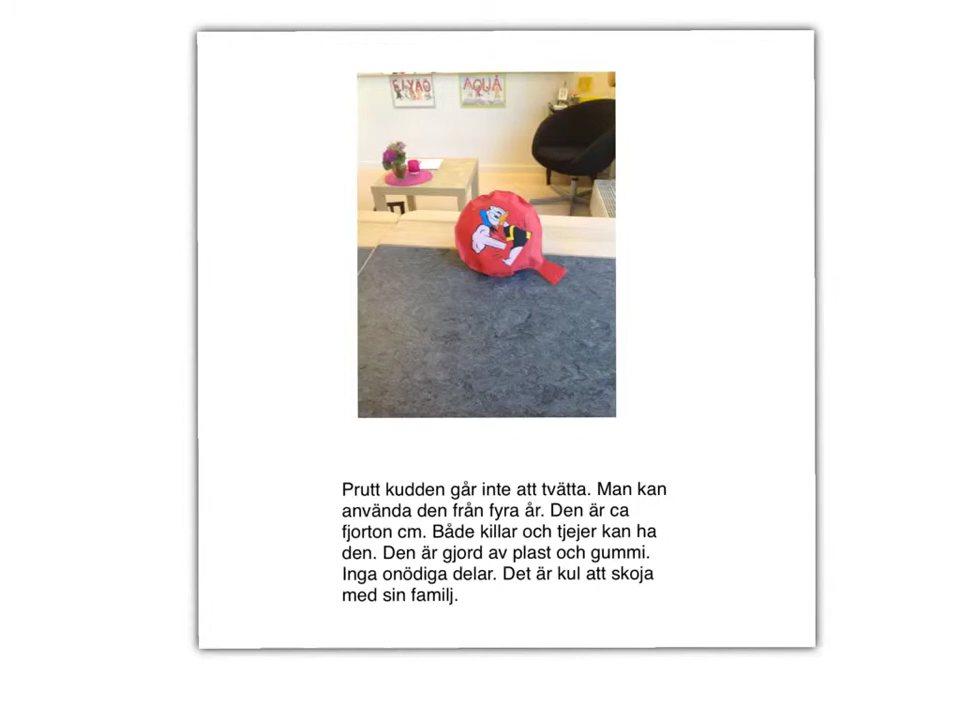 AQUA
Prutt kudden går inte att tvätta. Man kan
använda den från fyra år. Den är ca
fjorton cm. Både killar och tjejer kan ha
den. Den är gjord av plast och gummi.
Inga onödiga delar. Det är kul att skoja
med sin familj.